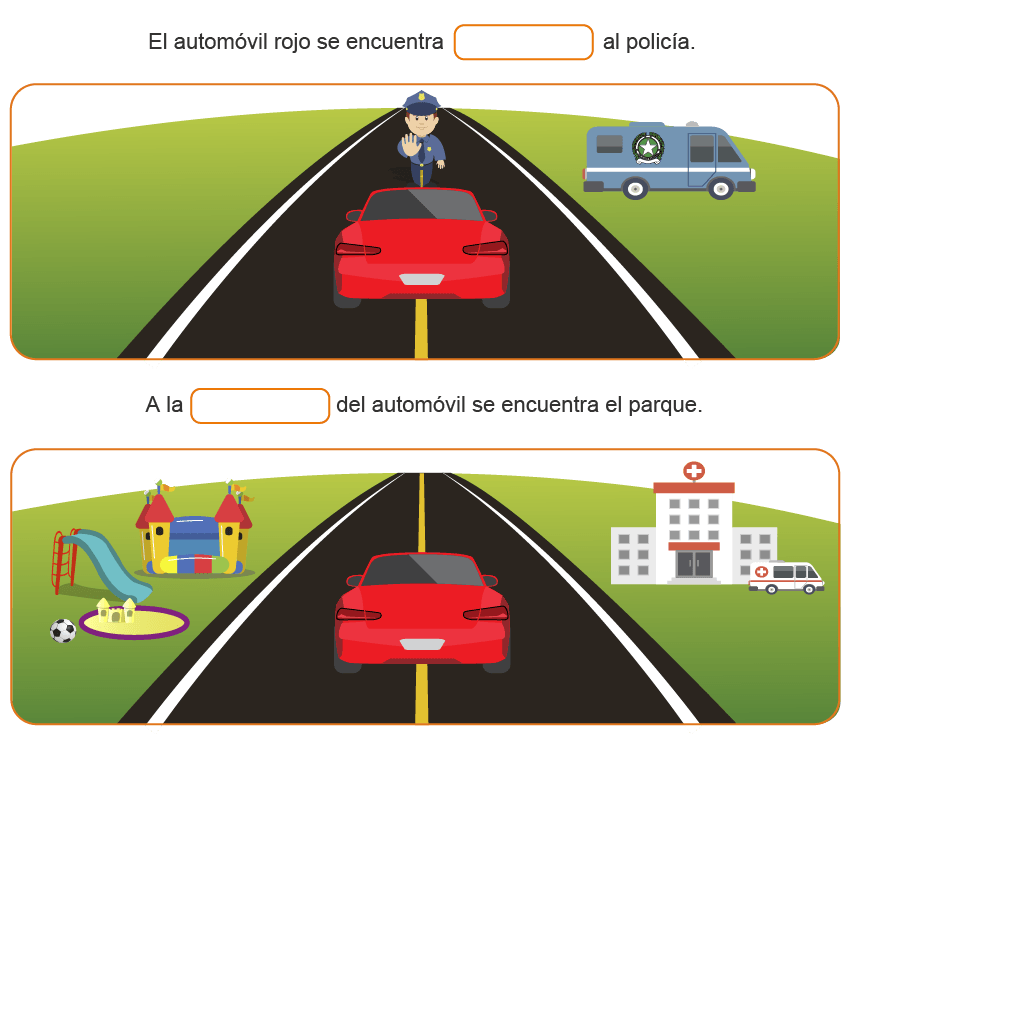 El automóvil rojo se encuentra al policía.
A la del automóvil se encuentra el parque.